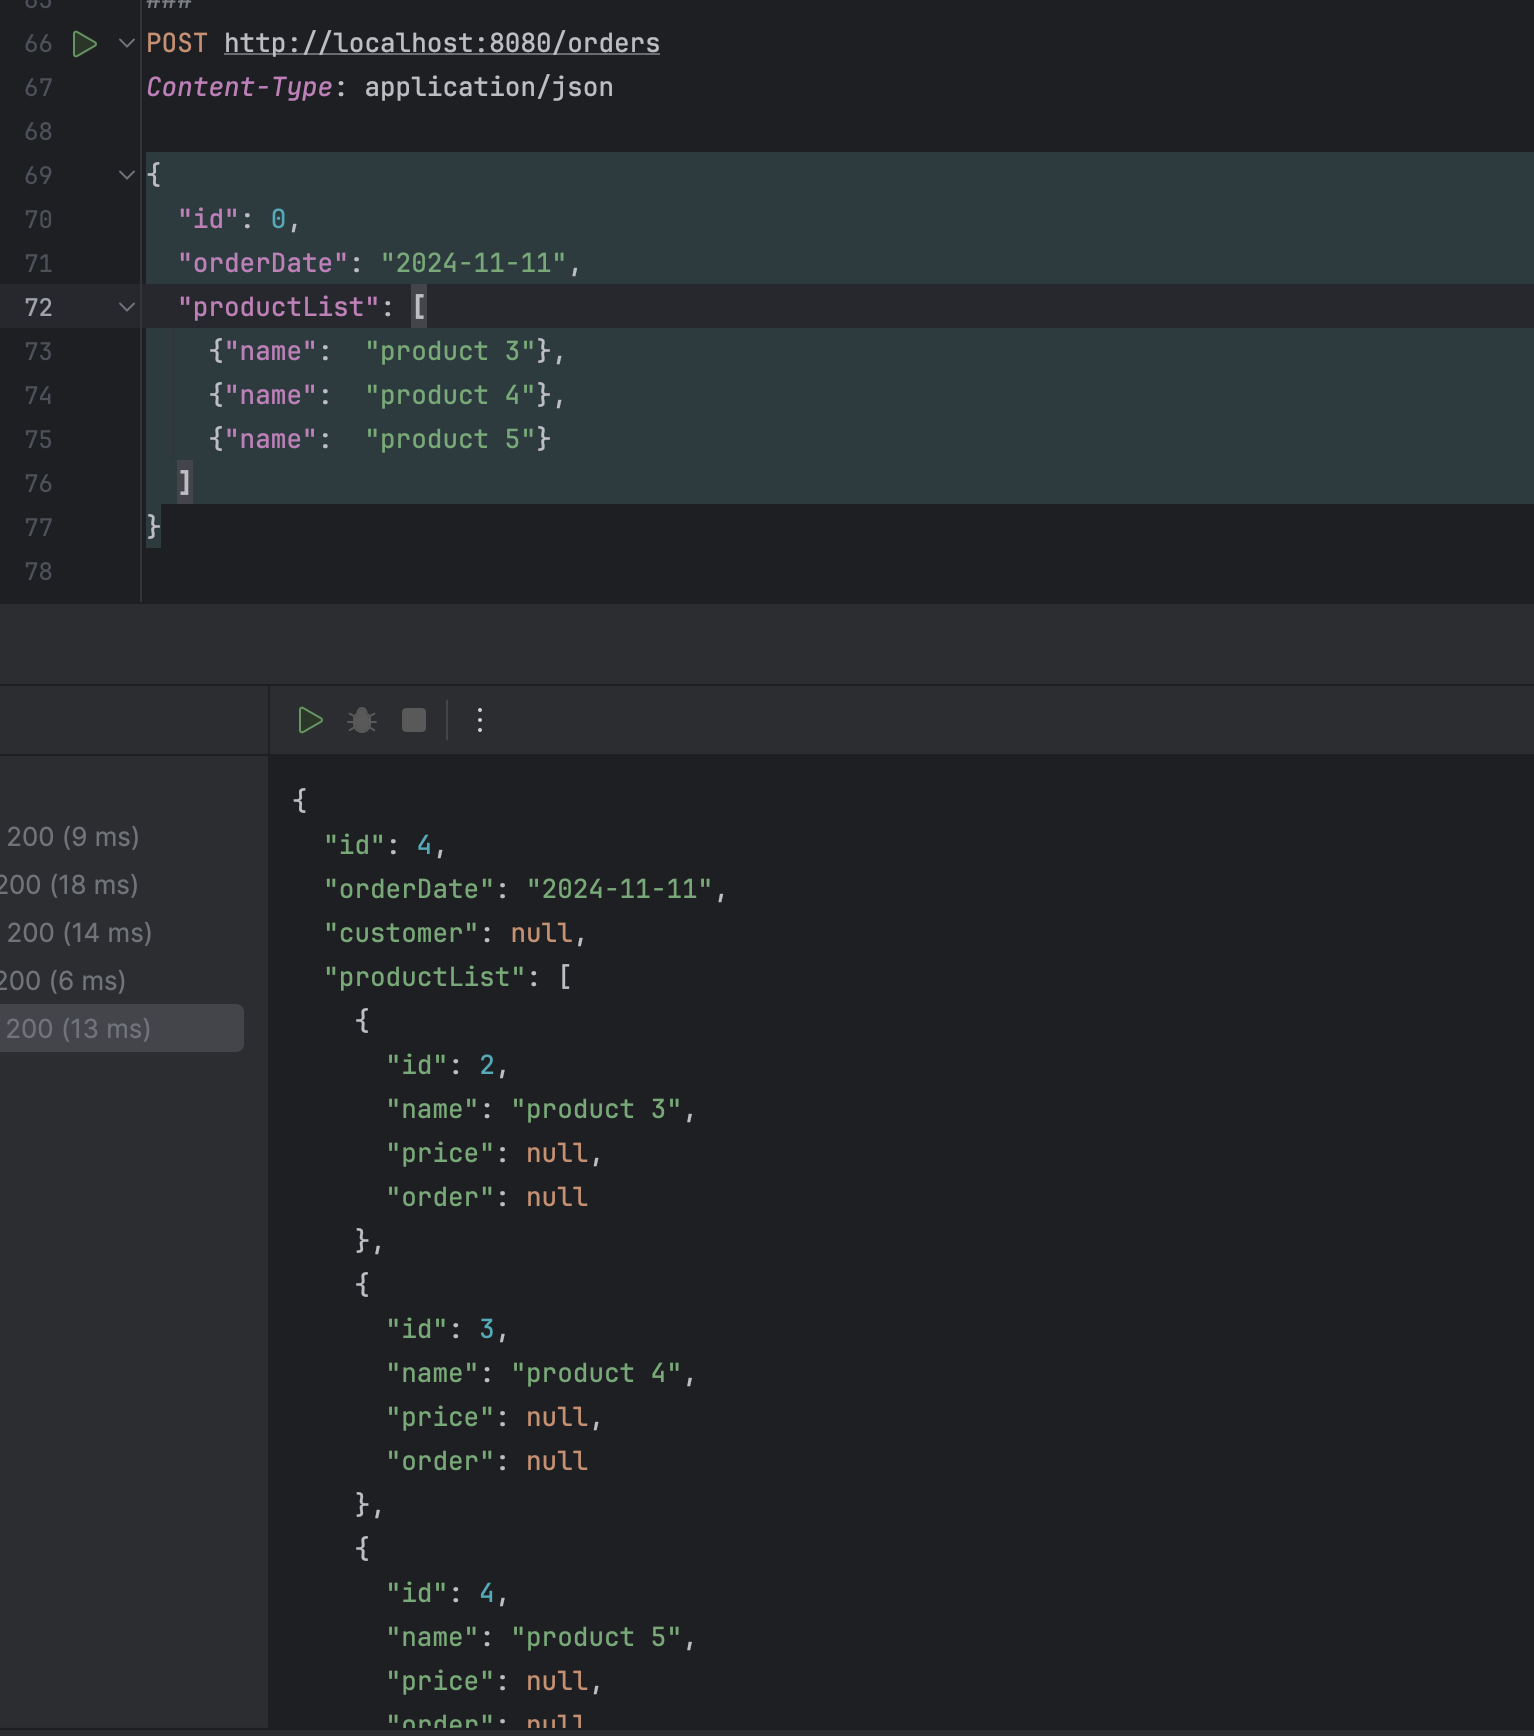 65 ###
66 POST http://localhost:8080/orders
67 Content-Type: application/json
68
69 {
70 "id": 0,
71 "orderDate": "2024-11-11",
72 "productList": [
73 {"name":  "product 3"},
74 {"name":  "product 4"},
75 {"name":  "product 5"}
76 ]
77 }
78
200 (9 ms)
200 (18 ms)
200 (14 ms)
200 (6 ms)
200 (13 ms)
{
"id": 4,
"orderDate": "2024-11-11",
"customer": null,
"productList": [
{
"id": 2,
"name": "product 3",
"price": null,
"order": null
},
{
"id": 3,
"name": "product 4",
"price": null,
"order": null
},
{
"id": 4,
"name": "product 5",
"price": null,
"order": null